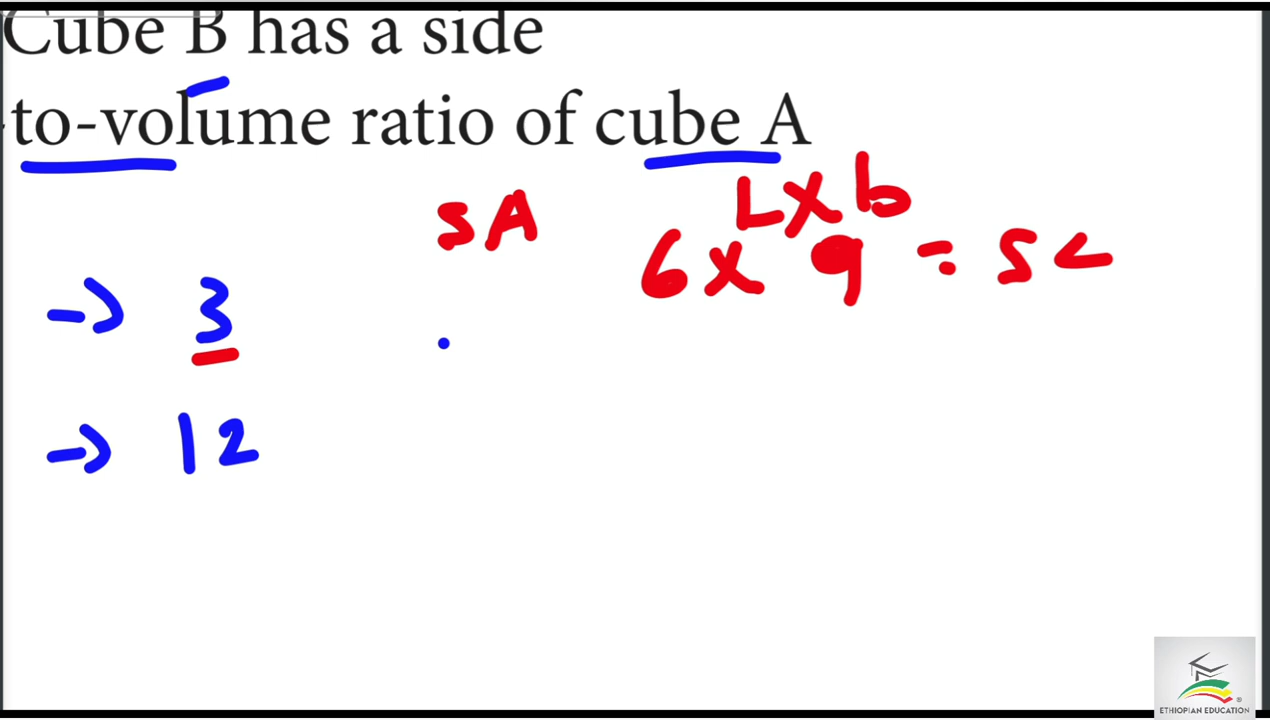 Cube B has a side
to-volume ratio of cube A
L x b
SA
6 x 9 = 54
-> 3
-> 12
ETHIOPIAN EDUCATION